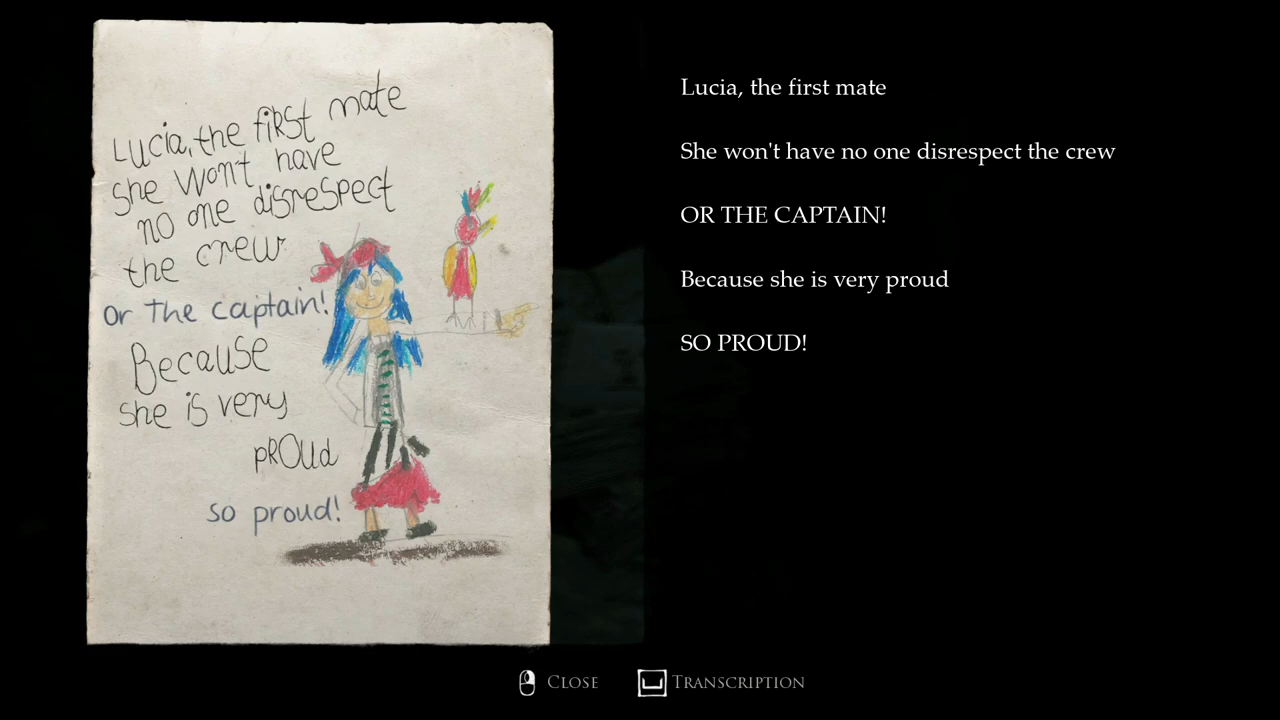 Lucia, the first mate
she won't have
no one disrespect
the crew
or the captain!
Because
she is very
proud
so proud!
Lucia, the first mate
She won't have no one disrespect the crew
OR THE CAPTAIN!
Because she is very proud
SO PROUD!
Close
Transcription